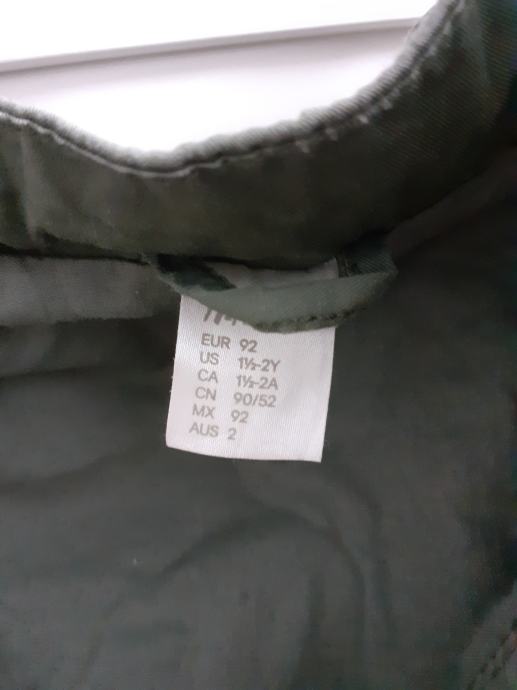 EUR 92
US 1½-2Y
CA 1½-2A
CN 90/52
MX 92
AUS 2